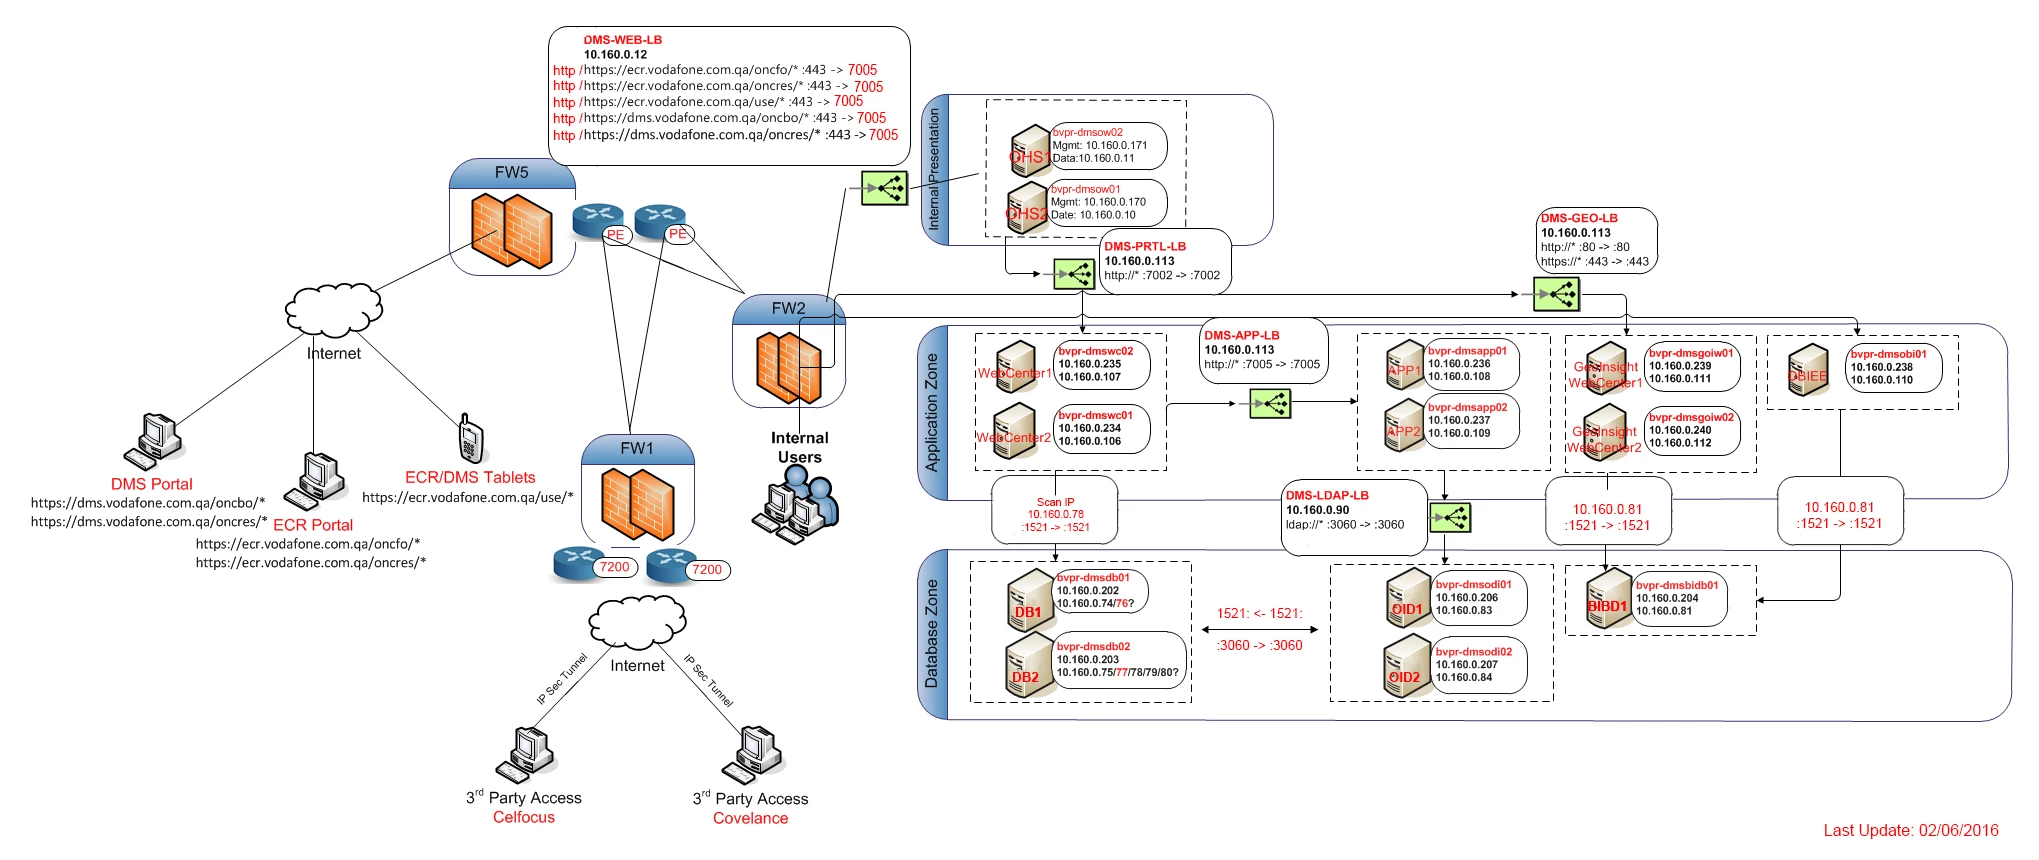 DMS-WEB-LB
10.160.0.12
http /https://ecr.vodafone.com.qa/oncfo/* :443 -> 7005
http /https://ecr.vodafone.com.qa/oncres/* :443 -> 7005
http /https://ecr.vodafone.com.qa/use/* :443 -> 7005
http /https://dms.vodafone.com.qa/oncbo/* :443 -> 7005
http /https://dms.vodafone.com.qa/oncres/* :443 -> 7005
FW5
PE
PE
Internal Presentation
OHS1
bvpr-dmsow02
Mgmt: 10.160.0.171
Data:10.160.0.11
OHS2
bvpr-dmsow01
Mgmt: 10.160.0.170
Date: 10.160.0.10
DMS-PRTL-LB
10.160.0.113
http://* :7002 -> :7002
DMS-GEO-LB
10.160.0.113
http://* :80 -> :80
https://* :443 -> :443
FW2
Internet
Internal
Users
DMS Portal
https://dms.vodafone.com.qa/oncbo/*
https://dms.vodafone.com.qa/oncres/*
ECR Portal
https://ecr.vodafone.com.qa/oncfo/*
https://ecr.vodafone.com.qa/oncres/*
ECR/DMS Tablets
https://ecr.vodafone.com.qa/use/*
FW1
7200
7200
Internet
IP Sec Tunnel
IP Sec Tunnel
3rd Party Access
Celfocus
3rd Party Access
Covelance
Application Zone
WebCenter1
bvpr-dmswc02
10.160.0.235
10.160.0.107
WebCenter2
bvpr-dmswc01
10.160.0.234
10.160.0.106
DMS-APP-LB
10.160.0.113
http://* :7005 -> :7005
APP1
bvpr-dmsapp01
10.160.0.236
10.160.0.108
APP2
bvpr-dmsapp02
10.160.0.237
10.160.0.109
GeoInsight
WebCenter1
bvpr-dmsgoiw01
10.160.0.239
10.160.0.111
GeoInsight
WebCenter2
bvpr-dmsgoiw02
10.160.0.240
10.160.0.112
OBIEE
bvpr-dmsobi01
10.160.0.238
10.160.0.110
Scan IP
10.160.0.78
:1521 -> :1521
DMS-LDAP-LB
10.160.0.90
ldap://* :3060 -> :3060
10.160.0.81
:1521 -> :1521
10.160.0.81
:1521 -> :1521
Database Zone
DB1
bvpr-dmsdb01
10.160.0.202
10.160.0.74/76?
DB2
bvpr-dmsdb02
10.160.0.203
10.160.0.75/77/78/79/80?
1521: <- 1521:
:3060 -> :3060
OID1
bvpr-dmsodi01
10.160.0.206
10.160.0.83
OID2
bvpr-dmsodi02
10.160.0.207
10.160.0.84
BIBD1
bvpr-dmsbidb01
10.160.0.204
10.160.0.81
Last Update: 02/06/2016